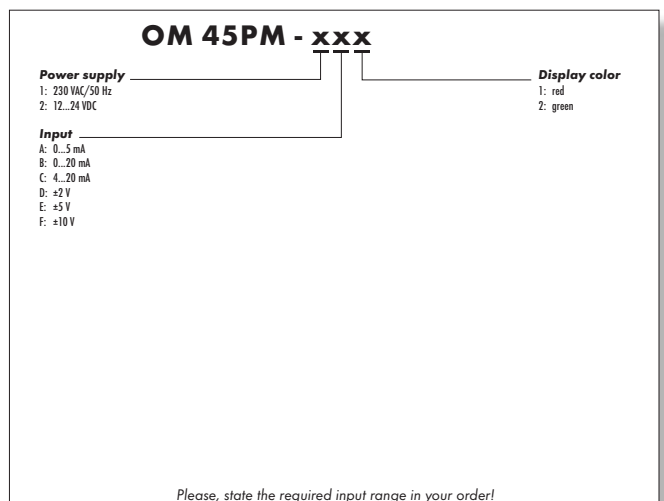 OM 45PM - xxx
Power supply
1: 230 VAC/50 Hz
2: 12...24 VDC
Input
A: 0...5 mA
B: 0...20 mA
C: 4...20 mA
D: ±2 V
E: ±5 V
F: ±10 V
Display color
1: red
2: green
Please, state the required input range in your order!